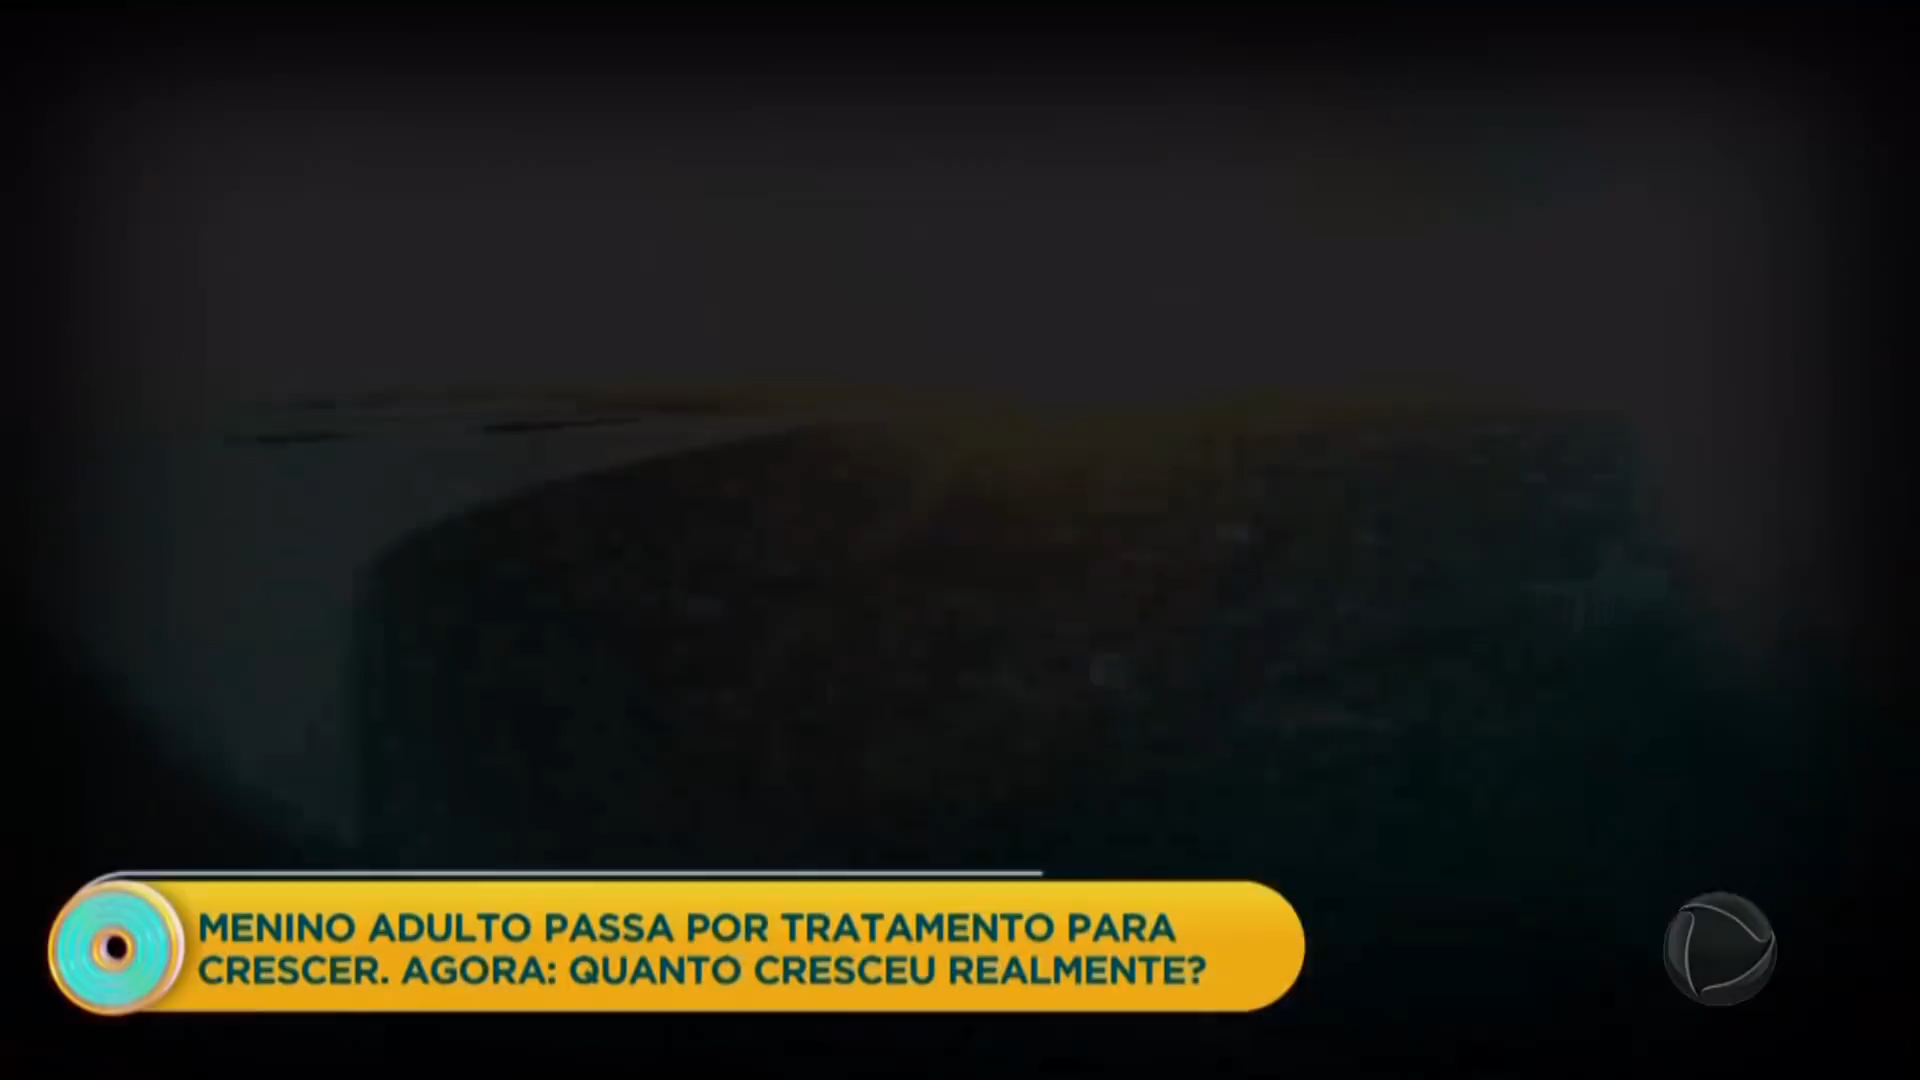 MENINO ADULTO PASSA POR TRATAMENTO PARA
CRESCER. AGORA: QUANTO CRESCEU REALMENTE?